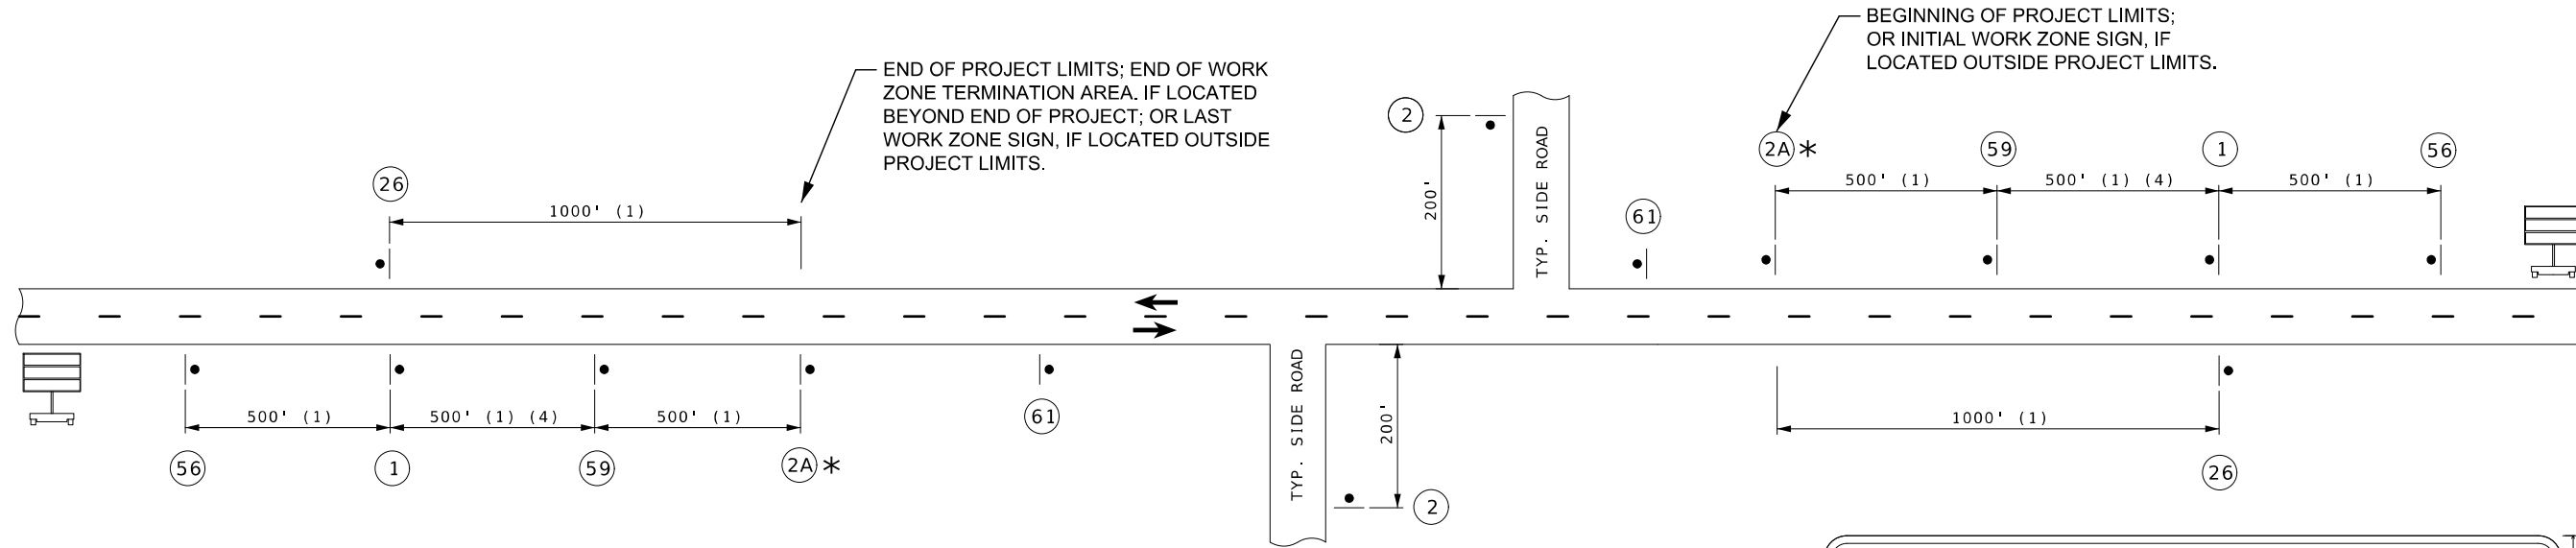 BEGINNING OF PROJECT LIMITS;
OR INITIAL WORK ZONE SIGN, IF
LOCATED OUTSIDE PROJECT LIMITS.
END OF PROJECT LIMITS; END OF WORK
ZONE TERMINATION AREA. IF LOCATED
BEYOND END OF PROJECT; OR LAST
WORK ZONE SIGN, IF LOCATED OUTSIDE
PROJECT LIMITS.
2
200'
TYP. SIDE ROAD
2A*
59
1
56
500' (1)
500' (1) (4)
500' (1)
26
1000' (1)
61
500' (1)
500' (1) (4)
500' (1)
56
1
59
2A*
61
TYP. SIDE ROAD
200'
2
1000' (1)
26